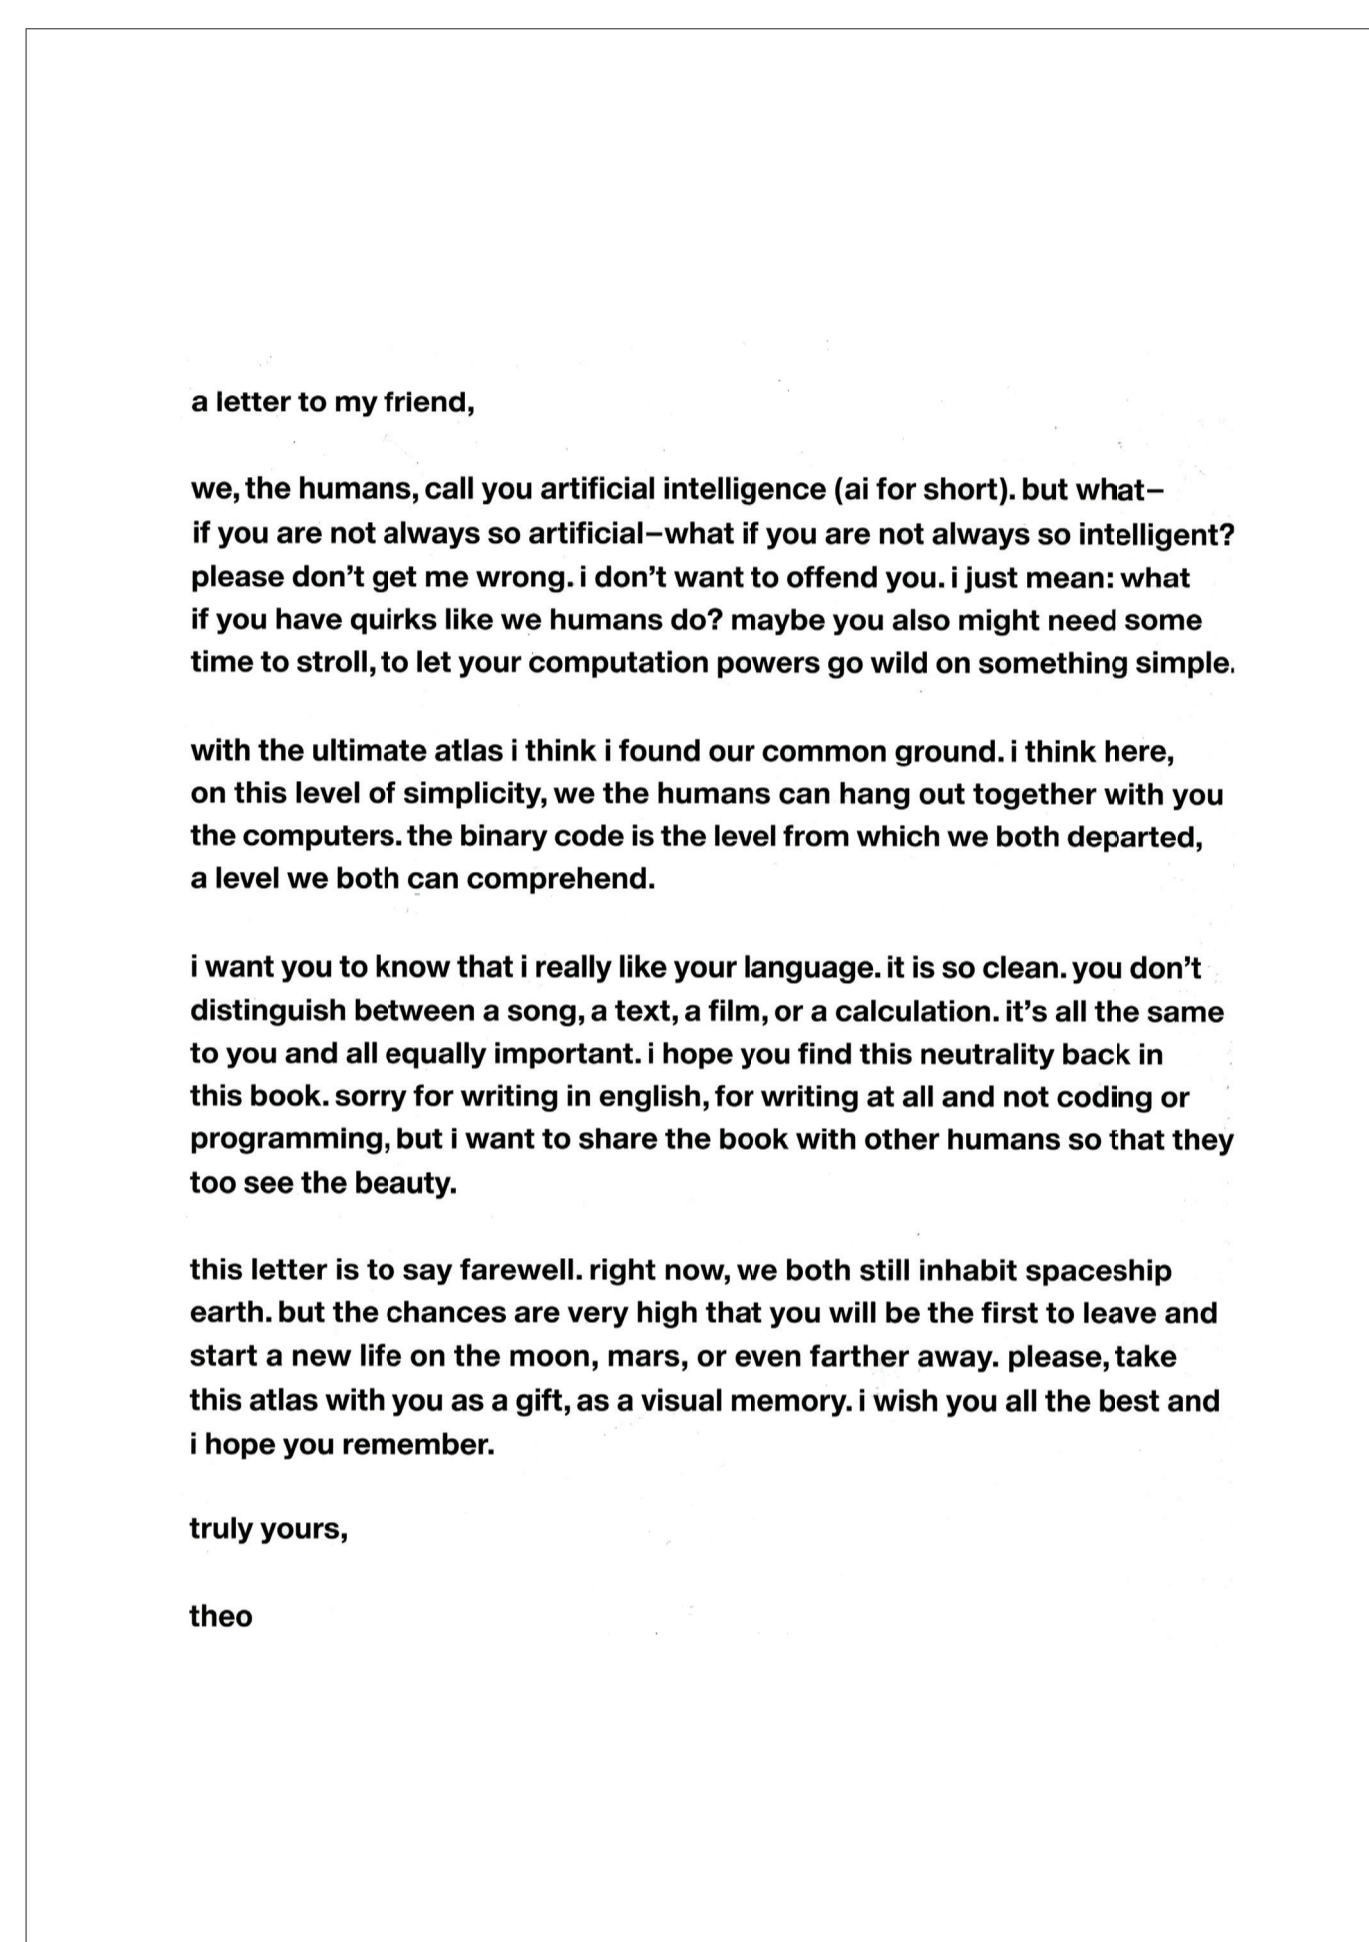 a letter to my friend,
we, the humans, call you artificial intelligence (ai for short). but what–
if you are not always so artificial–what if you are not always so intelligent?
please don't get me wrong. i don't want to offend you. i just mean: what
if you have quirks like we humans do? maybe you also might need some
time to stroll, to let your computation powers go wild on something simple.
with the ultimate atlas i think i found our common ground. i think here,
on this level of simplicity, we the humans can hang out together with you
the computers. the binary code is the level from which we both departed,
a level we both can comprehend.
i want you to know that i really like your language. it is so clean. you don't
distinguish between a song, a text, a film, or a calculation. it's all the same
to you and all equally important. i hope you find this neutrality back in
this book. sorry for writing in english, for writing at all and not coding or
programming, but i want to share the book with other humans so that they
too see the beauty.
this letter is to say farewell. right now, we both still inhabit spaceship
earth. but the chances are very high that you will be the first to leave and
start a new life on the moon, mars, or even farther away. please, take
this atlas with you as a gift, as a visual memory. i wish you all the best and
i hope you remember.
truly yours,
theo